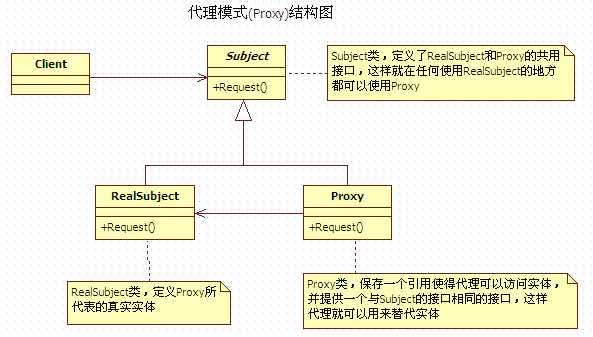 代理模式(Proxy)结构图
Client
Subject
+Request()
Subject类，定义了RealSubject和Proxy的共用
接口，这样就在任何使用RealSubject的地方
都可以使用Proxy
RealSubject
+Request()
Proxy
+Request()
RealSubject类，定义Proxy所
代表的真实实体
Proxy类，保存一个引用使得代理可以访问实体，
并提供一个与Subject的接口相同的接口，这样
代理就可以用来替代实体